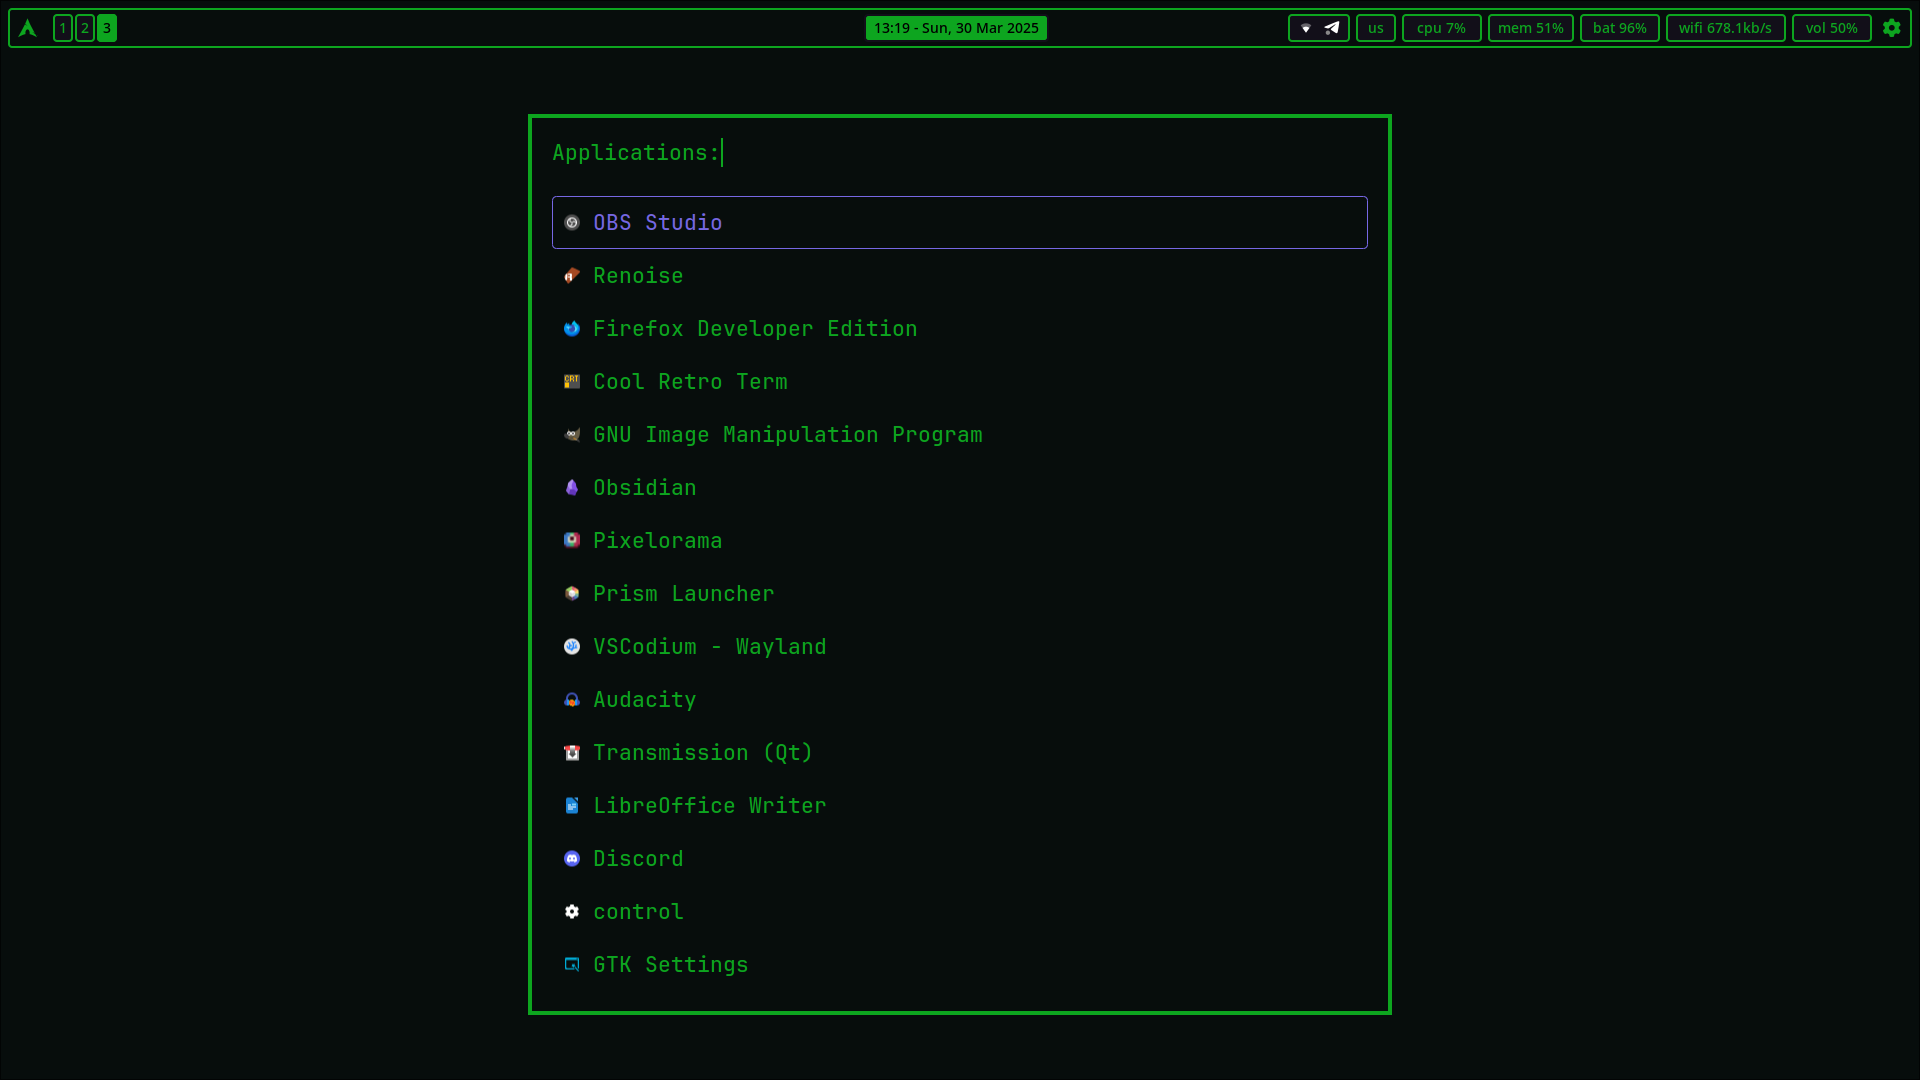 1 2 3 13:19 - Sun, 30 Mar 2025 us cpu 7% mem 51% bat 96% wifi 678.1kb/s vol 50%
Applications:
OBS Studio
Renoise
Firefox Developer Edition
CRT Cool Retro Term
GNU Image Manipulation Program
Obsidian
Pixelorama
Prism Launcher
VSCodium - Wayland
Audacity
Transmission (Qt)
LibreOffice Writer
Discord
control
GTK Settings